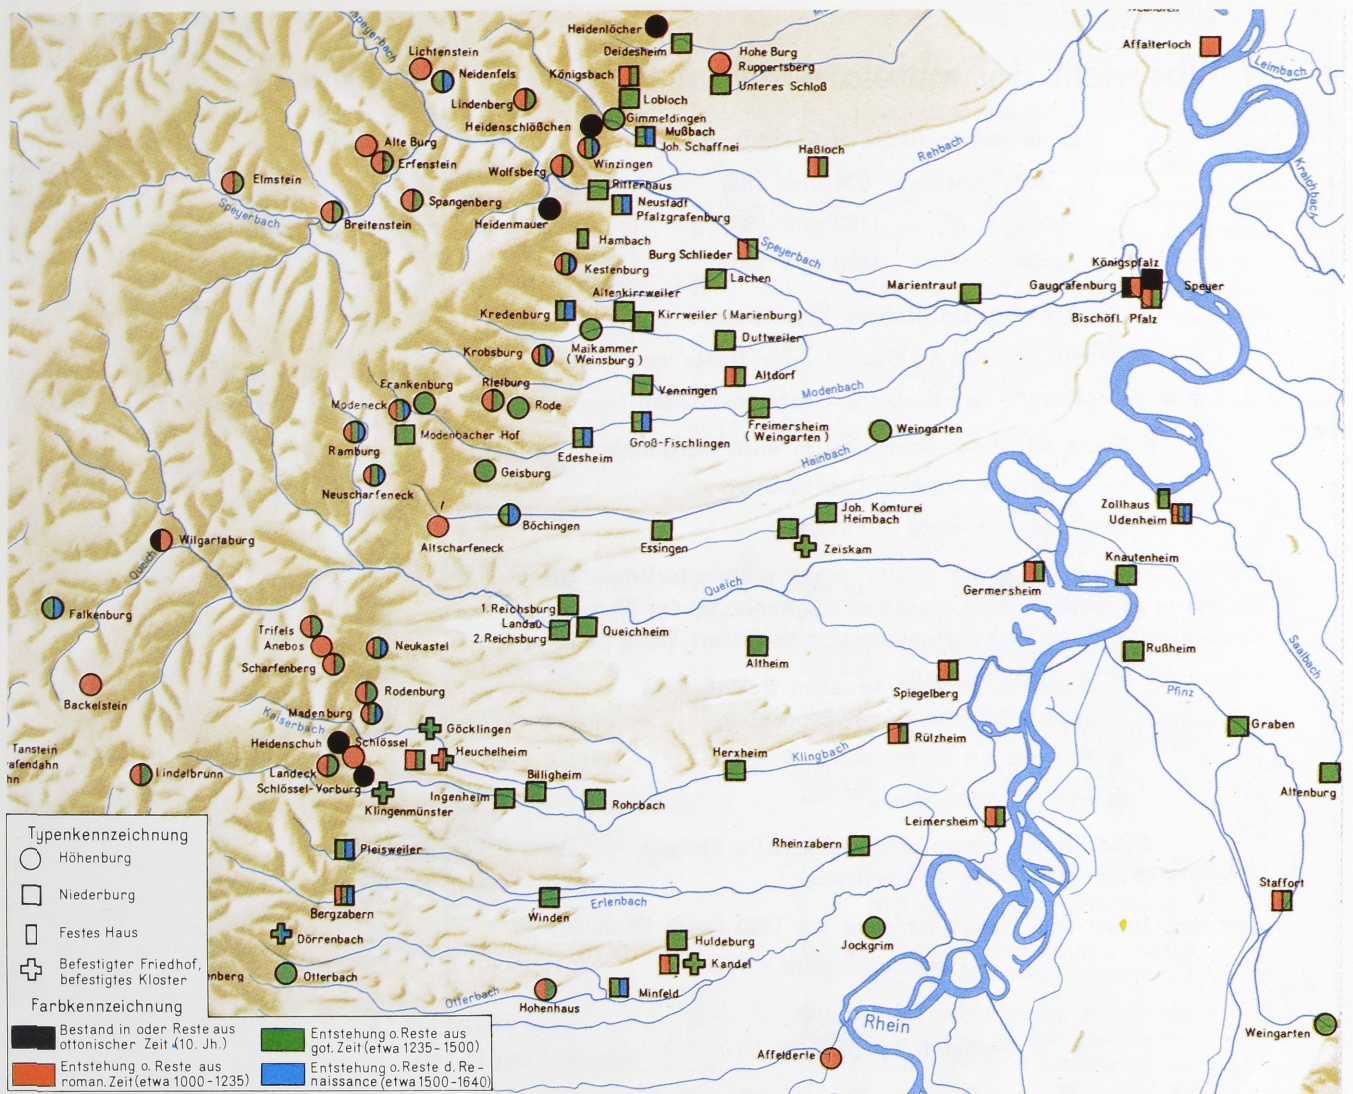 Heidenlöcher
Deidesheim
Hohe Burg
Ruppertsberg
Unteres Schloß
Königsbach
Lobloch
Gimmeldingen
Mußbach
Joh. Schaffnei
Heidenschlößchen
Winzingen
Wolfsberg
Ritterhaus
Neustadt
Pfalzgrafenburg
Heidenmauer
Speyerbach
Lichtenstein
Neidenfels
Lindenberg
Alte Burg
Erfenstein
Elmstein
Speyerbach
Breitenstein
Spangenberg
Haßloch
Rehbach
Affalterloch
Leimbach
Kraichbach
Hambach
Kestenburg
Burg Schlieder
Speyerbach
Lachen
Altenkirrweiler
Kredenburg
Kirrweiler (Marienburg)
Maikammer
(Weinsburg)
Duttweiler
Krobsburg
Marientraut
Königspfalz
Gaugrafenburg
Speyer
Bischöfl. Pfalz
Altdorf
Venningen
Modenbach
Freimersheim
(Weingarten)
Groß-Fischlingen
Edesheim
Weingarten
Hainbach
Frankenburg
Rietburg
Rode
Modeneck
Modenbacher Hof
Ramburg
Neuscharfeneck
Geisburg
Altscharfeneck
Böchingen
Essingen
Joh. Komturei
Heimbach
Zeiskam
Zollhaus
Udenheim
Knautenheim
Germersheim
Wilgartaburg
Queich
Falkenburg
Queich
1. Reichsburg
Landau
2. Reichsburg
Queichheim
Trifels
Anebos
Scharfenberg
Neukastel
Altheim
Spiegelberg
Rußheim
Saalbach
Pfinz
Graben
Altenburg
Backelstein
Rodenburg
Madenburg
Kaiserbach
Heidenschuh
Schlössel
Landeck
Schlössel-Vorburg
Göcklingen
Heuchelheim
Klingenmünster
Ingenheim
Billigheim
Rohrbach
Herxheim
Klingbach
Rülzheim
Leimersheim
Rheinzabern
Tanstein
afendahn
hn
Lindelbrunn
Pleisweiler
Bergzabern
Dörrenbach
Otterbach
nberg
Winden
Erlenbach
Huldeburg
Kandel
Minfeld
Otterbach
Hohenhaus
Jockgrim
Staffort
Weingarten
Rhein
Affelderle
Typenkennzeichnung
Höhenburg
Niederburg
Festes Haus
Befestigter Friedhof,
befestigtes Kloster
Farbkennzeichnung
Bestand in oder Reste aus
ottonischer Zeit (10. Jh.)
Entstehung o. Reste aus
roman. Zeit (etwa 1000-1235)
Entstehung o. Reste aus
got. Zeit (etwa 1235-1500)
Entstehung o. Reste d. Re-
naissance (etwa 1500-1640)